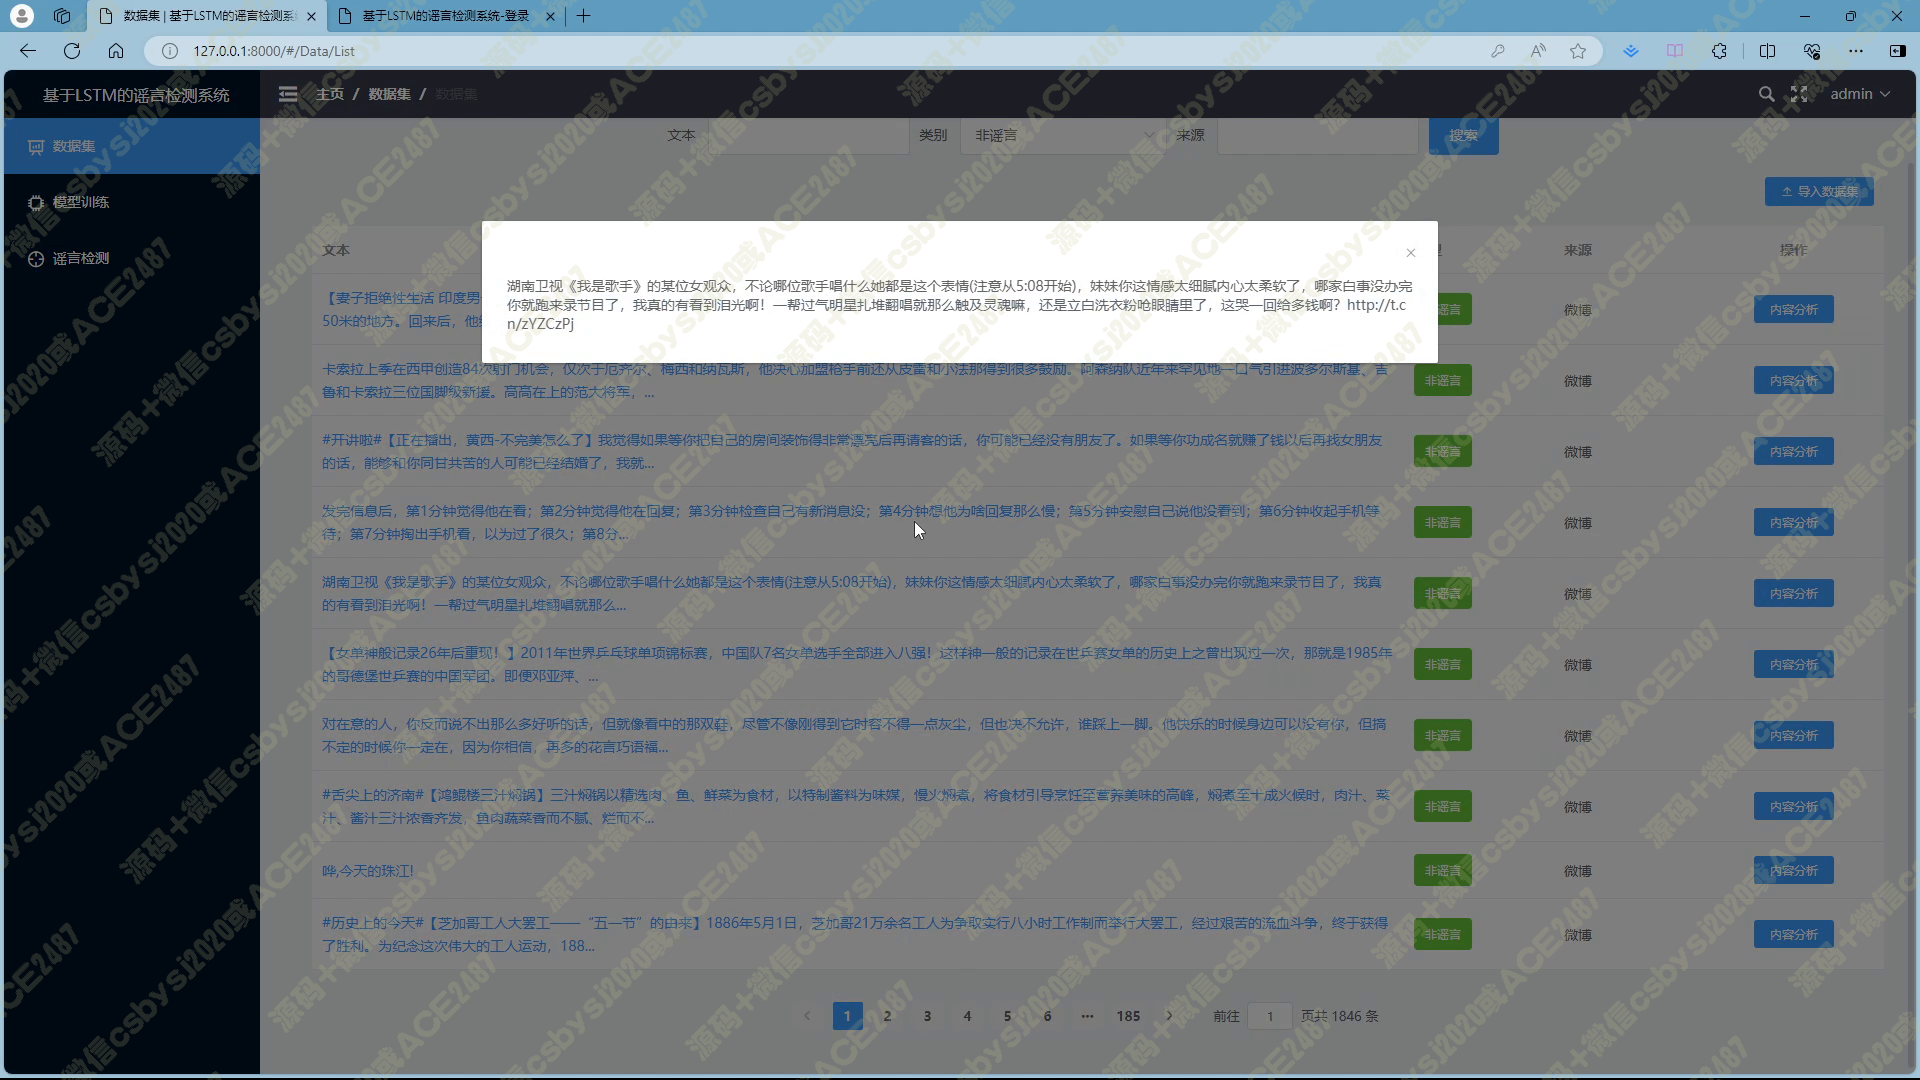 数据集 | 基于LSTM的谣言检测系统
基于LSTM的谣言检测系统-登录
127.0.0.1:8000/#/Data/List
基于LSTM的谣言检测系统
主页 / 数据集 / 数据集
admin
数据集
模型训练
谣言检测
文本
类别 非谣言
来源
搜索
导入数据集
文本
来源
操作
湖南卫视《我是歌手》的某位女观众，不论哪位歌手唱什么她都是这个表情(注意从5:08开始)，妹妹你这情感太细腻内心太柔软了，哪家白事没办完
你就跑来录节目了，我真的有看到泪光啊！一帮过气明星扎堆翻唱就那么触及灵魂嘛，还是立白洗衣粉呛眼睛里了，这哭一回给多钱啊？http://t.c
n/zYZCzPj
【妻子拒绝性生活 印度男
50米的地方。回来后，他
微博
内容分析
卡索拉上季在西甲创造84次射门机会，仅次于厄齐尔、梅西和纳瓦斯，他决心加盟枪手前还从皮雷和小法那得到很多鼓励。阿森纳队近年来罕见地一口气引进波多尔斯基、吉
鲁和卡索拉三位国脚级新援。高高在上的范大将军，...
非谣言
微博
内容分析
#开讲啦#【正在播出，黄西-不完美怎么了】我觉得如果等你把自己的房间装饰得非常漂亮后再请客的话，你可能已经没有朋友了。如果等你功成名就赚了钱以后再找女朋友
的话，能够和你同甘共苦的人可能已经结婚了，我就...
非谣言
微博
内容分析
发完信息后，第1分钟觉得他在看；第2分钟觉得他在回复；第3分钟检查自己有新消息没；第4分钟想他为啥回复那么慢；第5分钟安慰自己说他没看到；第6分钟收起手机等
待；第7分钟掏出手机看，以为过了很久；第8分...
非谣言
微博
内容分析
湖南卫视《我是歌手》的某位女观众，不论哪位歌手唱什么她都是这个表情(注意从5:08开始)，妹妹你这情感太细腻内心太柔软了，哪家白事没办完你就跑来录节目了，我真
的有看到泪光啊！一帮过气明星扎堆翻唱就那么...
非谣言
微博
内容分析
【女单神般记录26年后重现！】2011年世界乒乓球单项锦标赛，中国队7名女单选手全部进入八强！这样神一般的记录在世乒赛女单的历史上之曾出现过一次，那就是1985年
的哥德堡世乒赛的中国军团。即便邓亚萍、...
非谣言
微博
内容分析
对在意的人，你反而说不出那么多好听的话，但就像看中的那双鞋，尽管不像刚得到它时容不得一点灰尘，但也决不允许，谁踩上一脚。他快乐的时候身边可以没有你，但搞
不定的时候你一定在，因为你相信，再多的花言巧语福...
非谣言
微博
内容分析
#舌尖上的济南#【鸿鲲楼三汁焖锅】三汁焖锅以精选肉、鱼、鲜菜为食材，以特制酱料为味媒，慢火焖煮，将食材引导烹饪至营养美味的高峰，焖煮至十成火候时，肉汁、菜
汁、酱汁三汁浓香齐发，鱼肉蔬菜香而不腻、烂而不...
非谣言
微博
内容分析
哗,今天的珠江!
非谣言
微博
内容分析
#历史上的今天#【芝加哥工人大罢工——“五一节”的由来】1886年5月1日，芝加哥21万余名工人为争取实行八小时工作制而举行大罢工，经过艰苦的流血斗争，终于获得
了胜利。为纪念这次伟大的工人运动，188...
非谣言
微博
内容分析
1 2 3 4 5 6 ... 185 前往 1 页共 1846 条
源码+微信csbysj2020或ACE2487